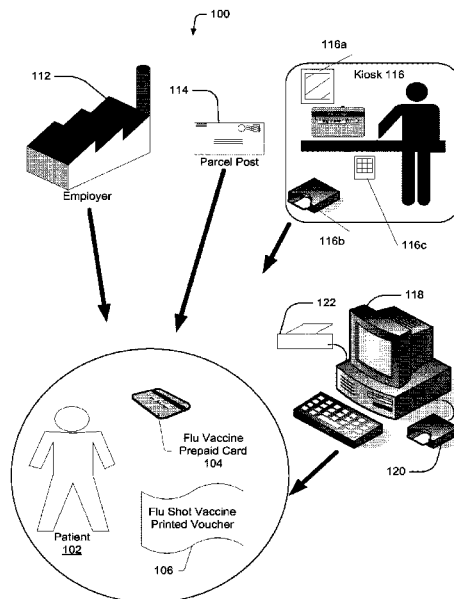 100
116a
112
114
Kiosk 116
Parcel Post
Employer
116b
116c
122
118
Flu Vaccine
Prepaid Card
104
120
Flu Shot Vaccine
Printed Voucher
Patient
102
106